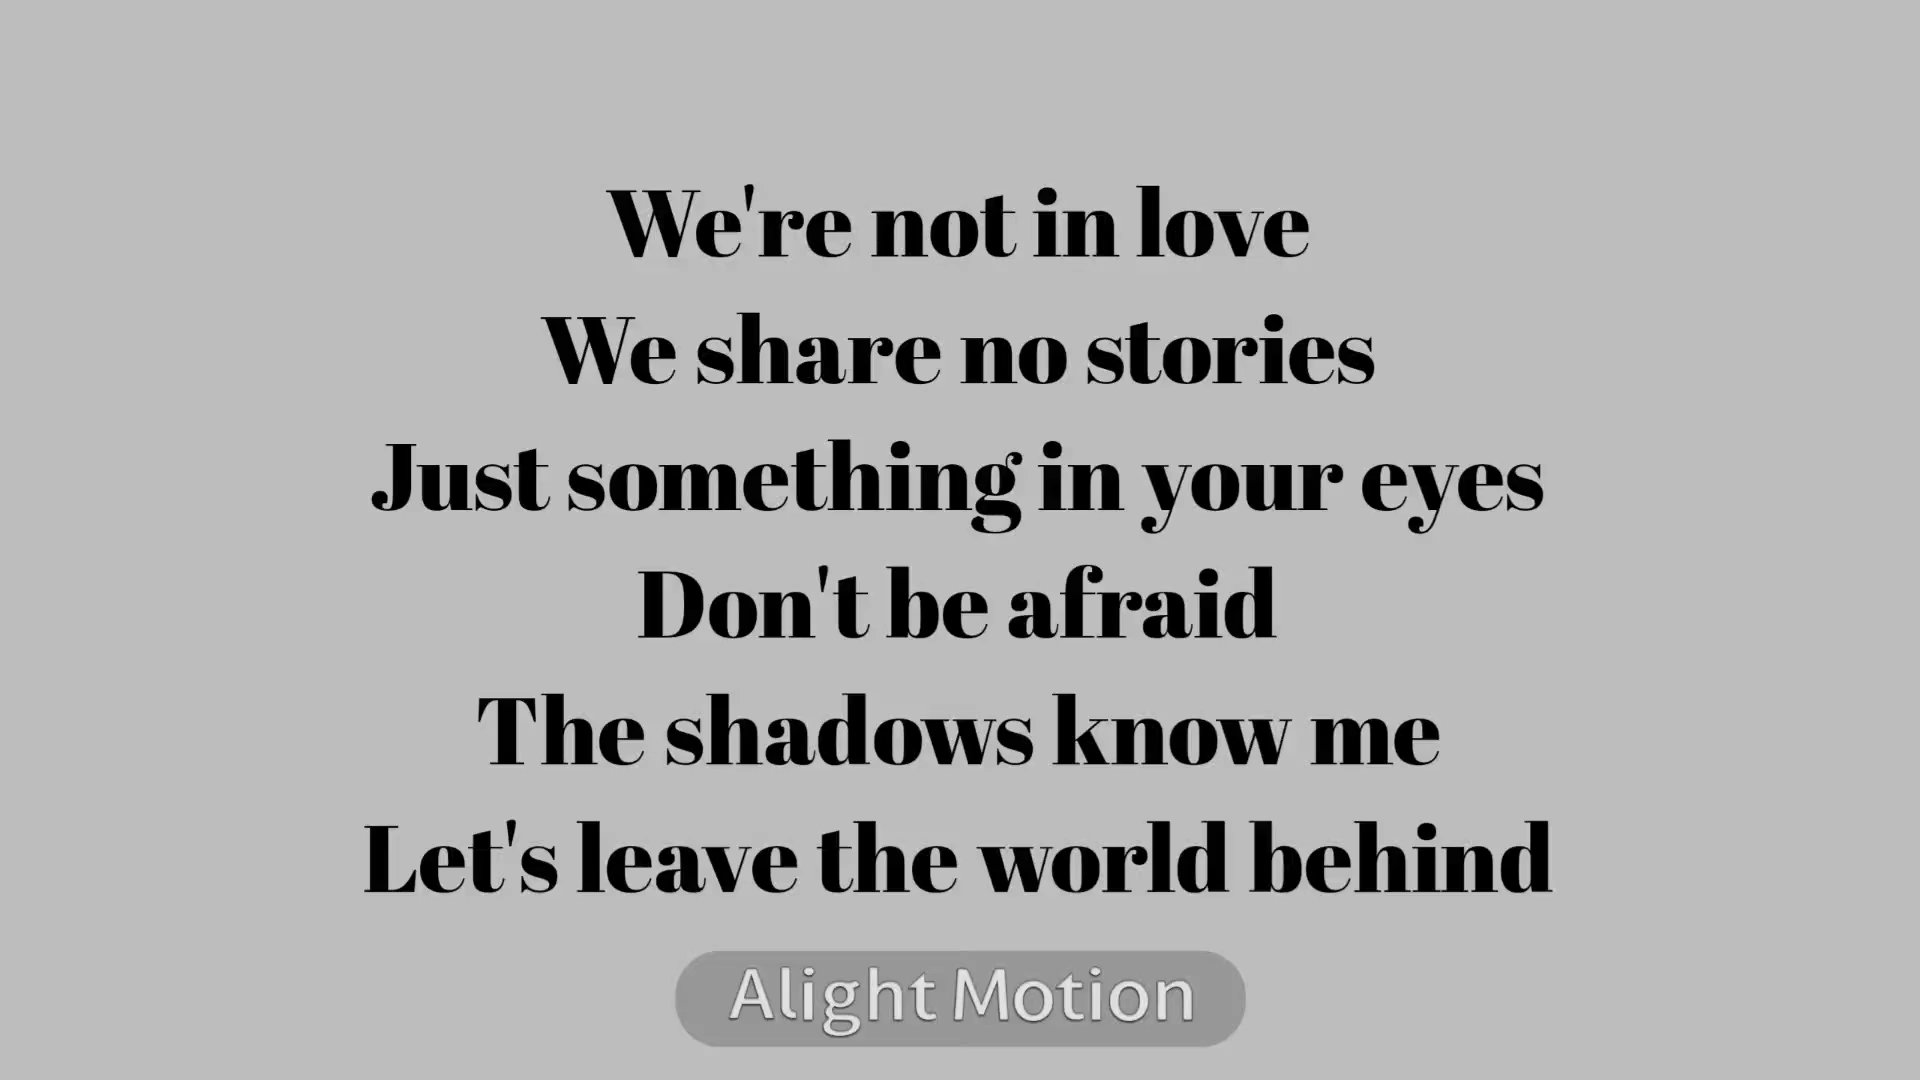 We're not in love
We share no stories
Just something in your eyes
Don't be afraid
The shadows know me
Let's leave the world behind
Alight Motion